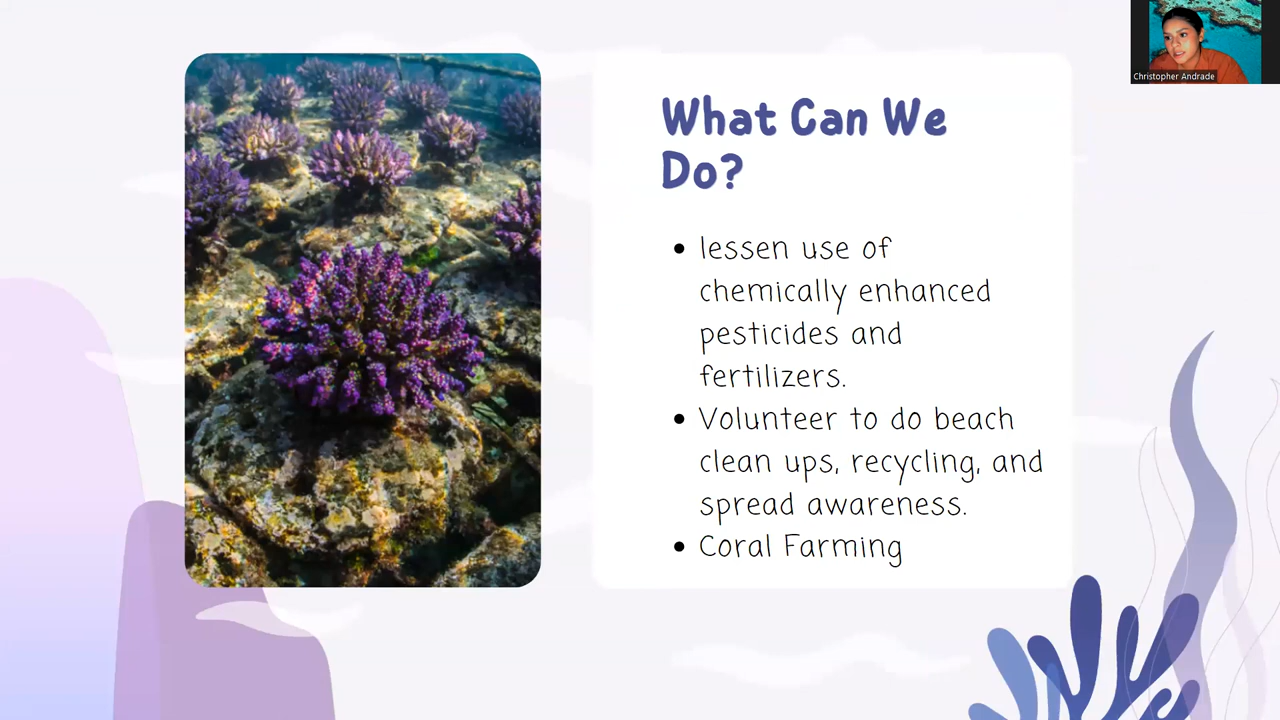 Christopher Andrade
What Can We
Do?
• lessen use of
chemically enhanced
pesticides and
fertilizers.
• Volunteer to do beach
clean ups, recycling, and
spread awareness.
• Coral Farming